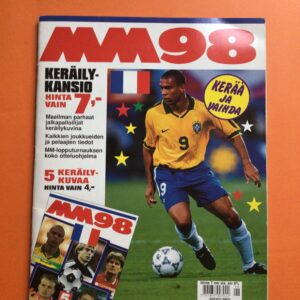 MM98
KERÄILY-
KANSIO
HINTA
VAIN 7,-
Maailman parhaat
jalkapalloilijat
keräilykuvina
Kaikkien joukkueiden
ja pelaajien tiedot
MM-lopputurnauksen
koko otteluohjelma
KERÄÄ
JA
VAIHDA
9
9
5 KERÄILY-
KUVAA
HINTA VAIN 4,-
MM98